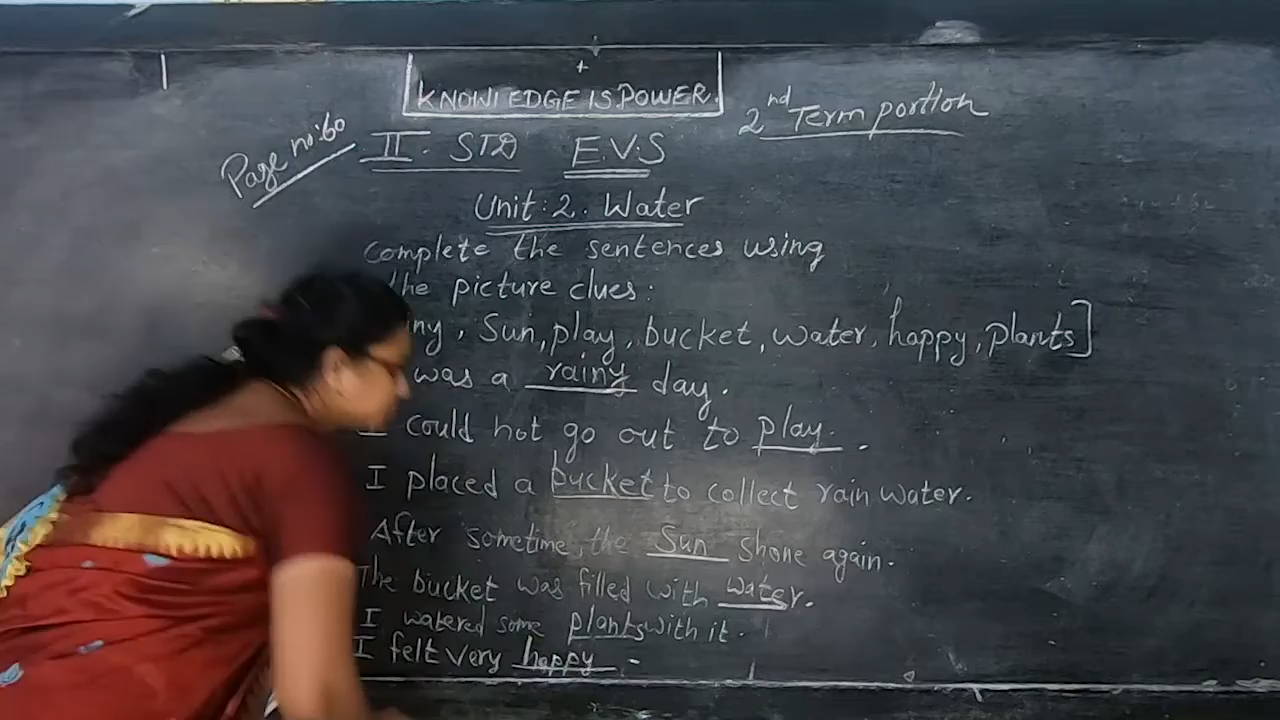 KNOWLEDGE IS POWER.
2nd Term portion
Page no:60
II. STD E.V.S
Unit:2. Water
Complete the sentences using
the picture clues:
ny, Sun, play, bucket, water, happy, plants]
was a rainy day.
I could not go out to play.
I placed a bucket to collect rain water.
After sometime, the Sun shone again.
The bucket was filled with water.
I watered some plants with it.
I felt very happy.